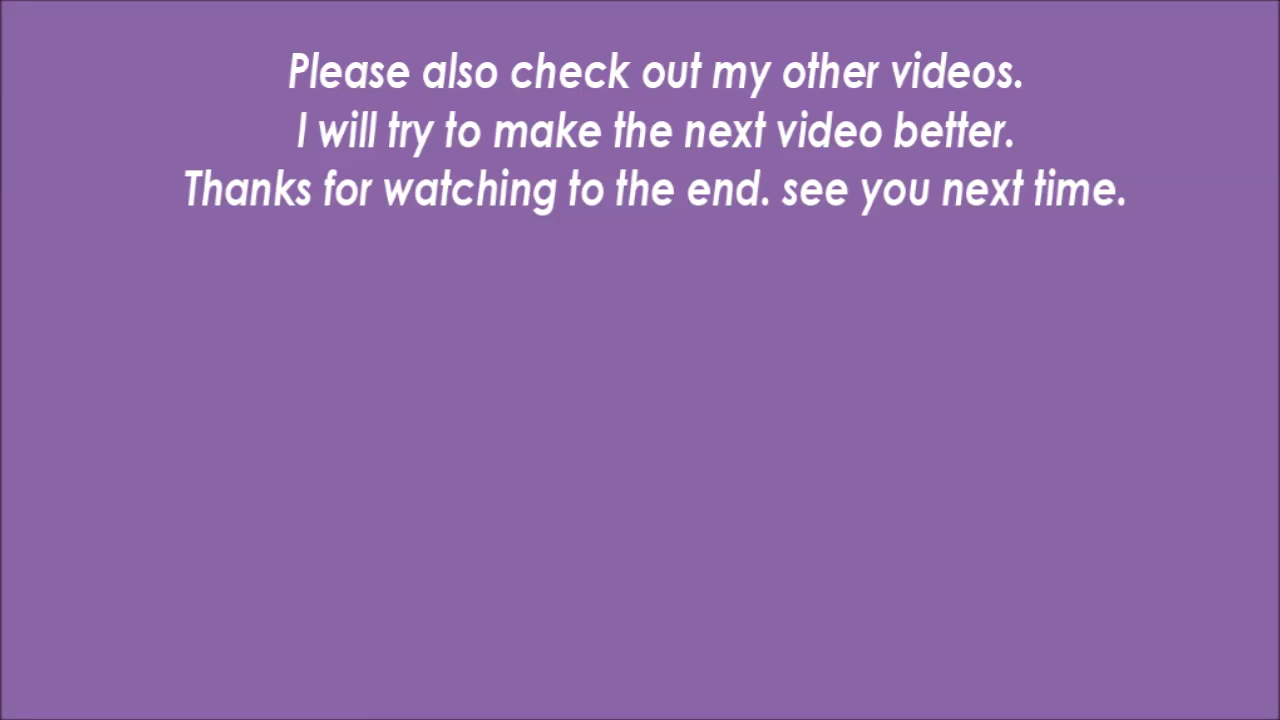 Please also check out my other videos.
I will try to make the next video better.
Thanks for watching to the end. see you next time.